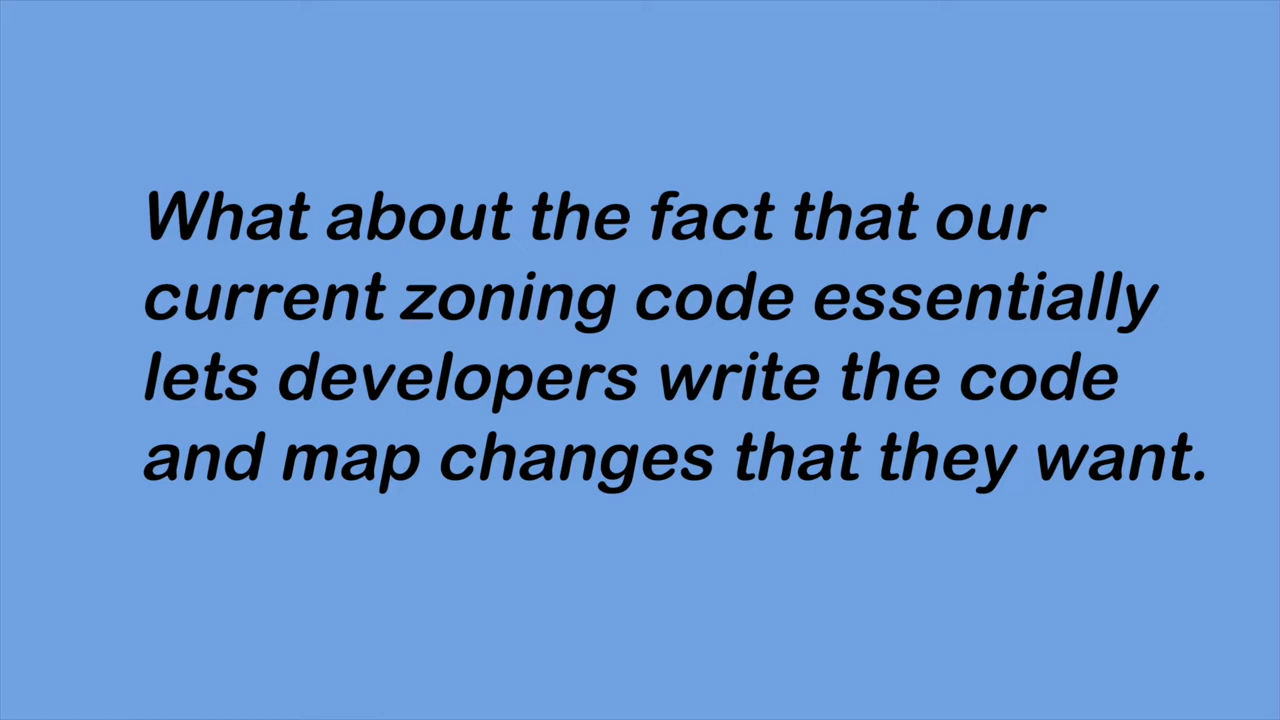 What about the fact that our
current zoning code essentially
lets developers write the code
and map changes that they want.